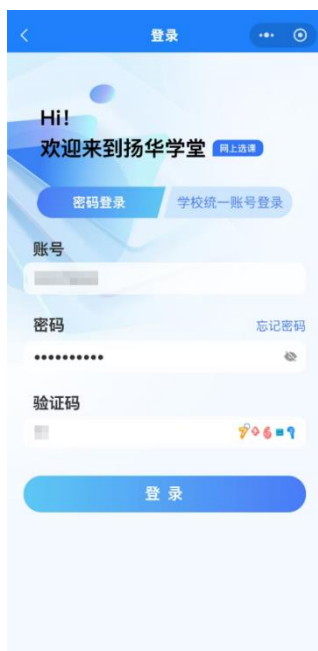 登录
Hi!
欢迎来到扬华学堂 网上选课
密码登录 学校统一账号登录
账号
密码 忘记密码
••••••••••
验证码
7+6=?
登 录